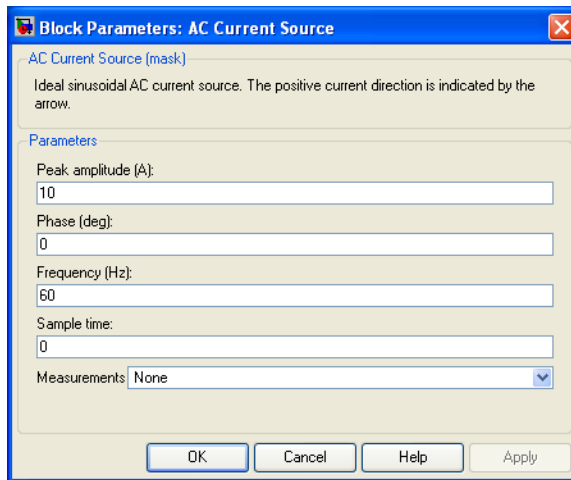 Block Parameters: AC Current Source
AC Current Source (mask)
Ideal sinusoidal AC current source. The positive current direction is indicated by the
arrow.
Parameters
Peak amplitude (A):
10
Phase (deg):
0
Frequency (Hz):
60
Sample time:
0
Measurements None
OK Cancel Help Apply